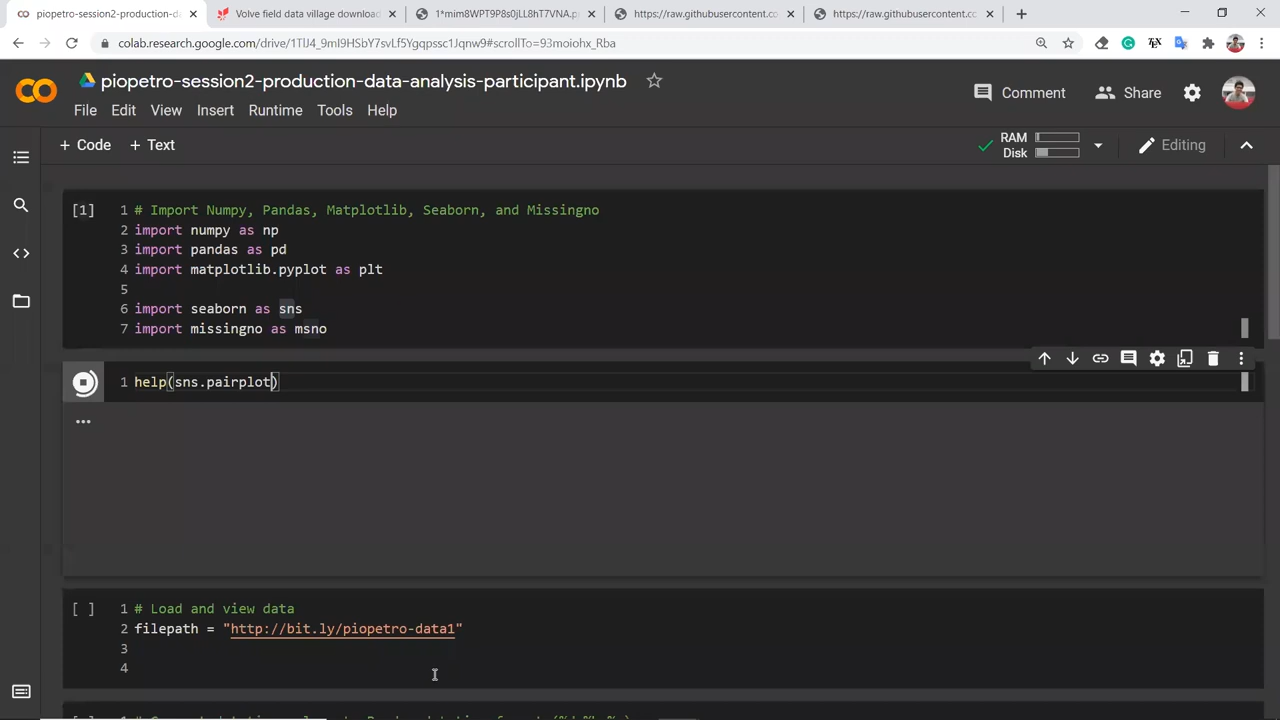 piopetro-session2-production-d
Volve field data village download
1*mim8WPT9P8s0jLL8hT7VNA.p
https://raw.githubusercontent.co
https://raw.githubusercontent.co
colab.research.google.com/drive/1TlJ4_9mI9HSbY7svLf5Ygqpssc1Jqnw9#scrollTo=93moiohx_Rba
piopetro-session2-production-data-analysis-participant.ipynb
File Edit View Insert Runtime Tools Help
Comment Share
+ Code + Text
RAM
Disk
Editing
[1] 1 # Import Numpy, Pandas, Matplotlib, Seaborn, and Missingno
2 import numpy as np
3 import pandas as pd
4 import matplotlib.pyplot as plt
5
6 import seaborn as sns
7 import missingno as msno
1 help(sns.pairplot)
...
[ ] 1 # Load and view data
2 filepath = "http://bit.ly/piopetro-data1"
3
4